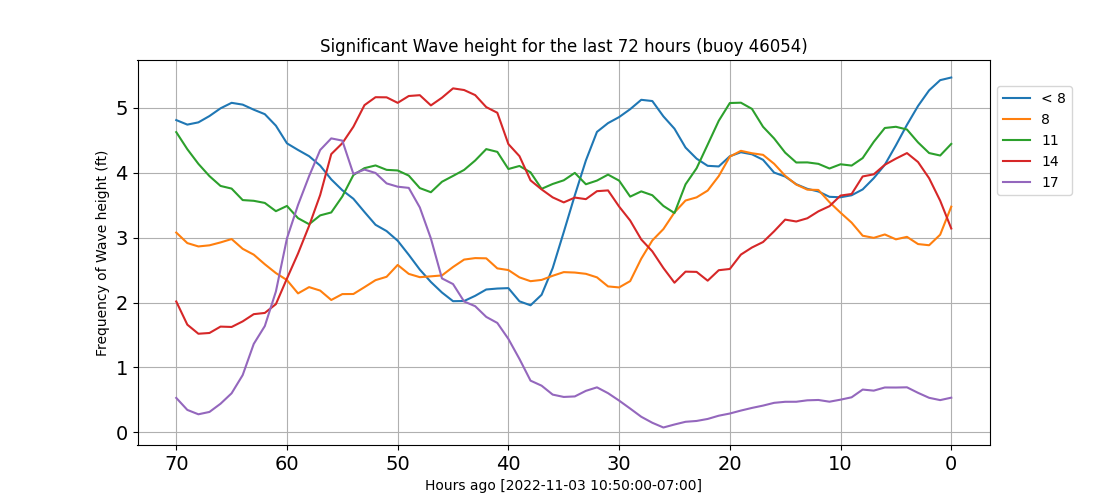 Significant Wave height for the last 72 hours (buoy 46054)
Frequency of Wave height (ft)
5
4
3
2
1
0
70 60 50 40 30 20 10 0
Hours ago [2022-11-03 10:50:00-07:00]
< 8
8
11
14
17